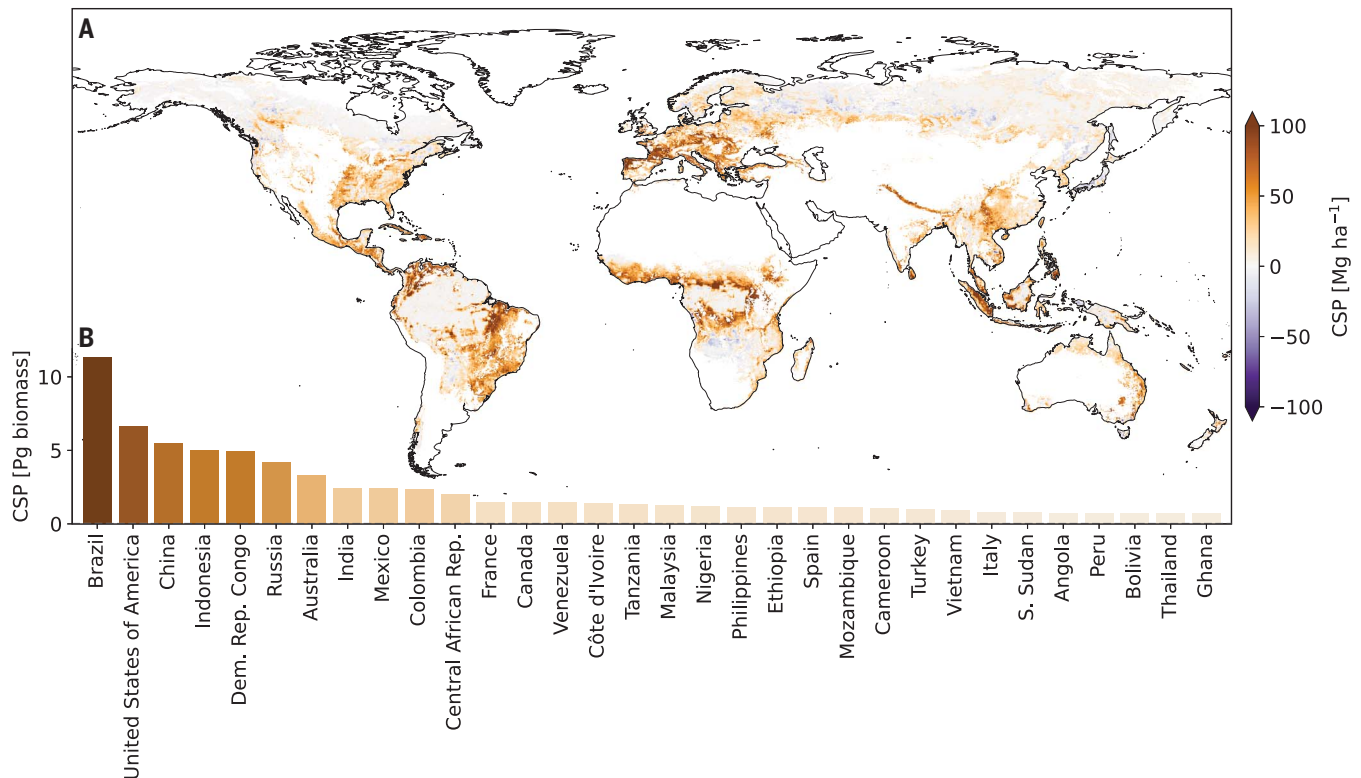 A
100
50
0
−50
−100
CSP [Mg ha⁻¹]
B
CSP [Pg biomass]
10
5
0
Brazil
United States of America
China
Indonesia
Dem. Rep. Congo
Russia
Australia
India
Mexico
Colombia
Central African Rep.
France
Canada
Venezuela
Côte d'Ivoire
Tanzania
Malaysia
Nigeria
Philippines
Ethiopia
Spain
Mozambique
Cameroon
Turkey
Vietnam
Italy
S. Sudan
Angola
Peru
Bolivia
Thailand
Ghana